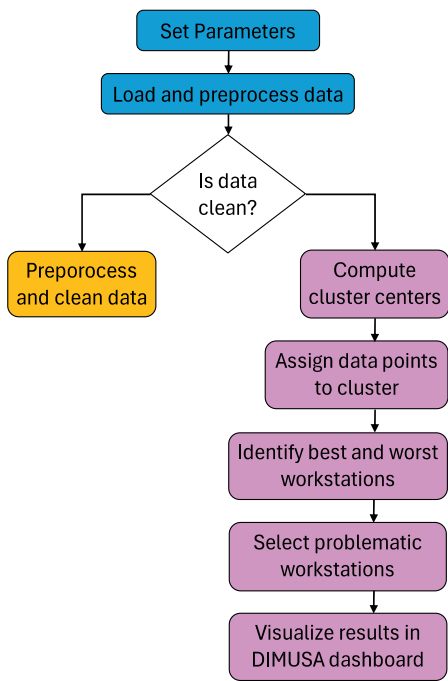 Set Parameters
Load and preprocess data
Is data
clean?
Preporocess
and clean data
Compute
cluster centers
Assign data points
to cluster
Identify best and worst
workstations
Select problematic
workstations
Visualize results in
DIMUSA dashboard